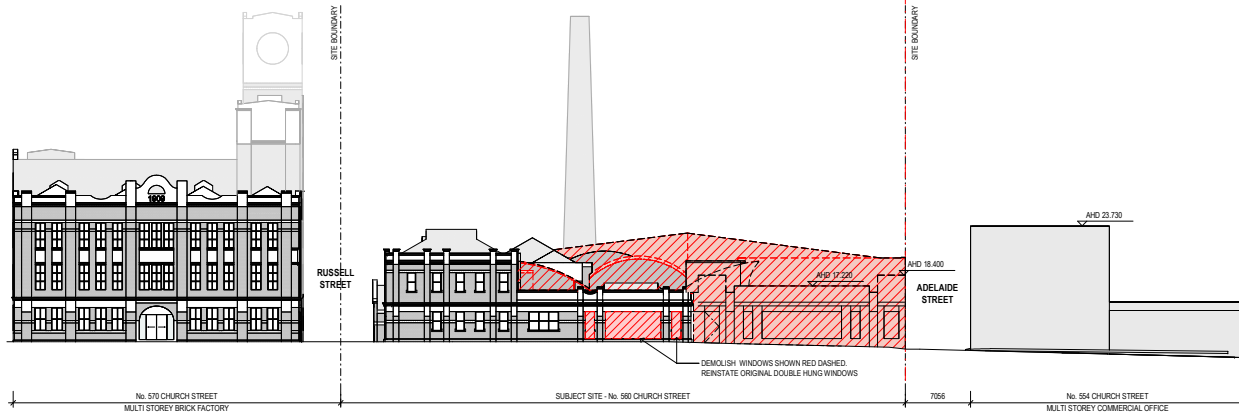 SITE BOUNDARY
SITE BOUNDARY
1909
AHD 23.730
RUSSELL
STREET
AHD 17.220
AHD 18.400
ADELAIDE
STREET
DEMOLISH WINDOWS SHOWN RED DASHED.
REINSTATE ORIGINAL DOUBLE HUNG WINDOWS
No. 570 CHURCH STREET
MULTI STOREY BRICK FACTORY
SUBJECT SITE - No. 560 CHURCH STREET
7056
No. 554 CHURCH STREET
MULTI STOREY COMMERCIAL OFFICE